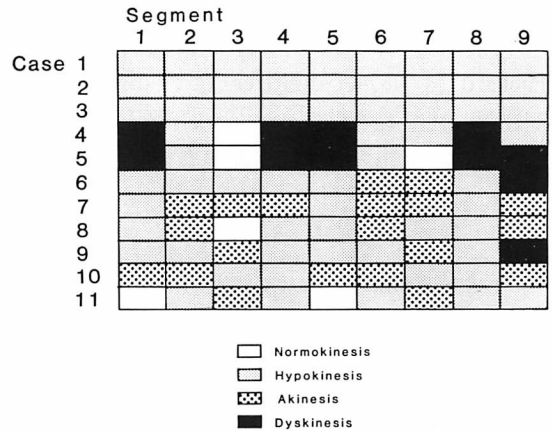 Segment
1 2 3 4 5 6 7 8 9
Case 1
2
3
4
5
6
7
8
9
10
11
Normokinesis
Hypokinesis
Akinesis
Dyskinesis